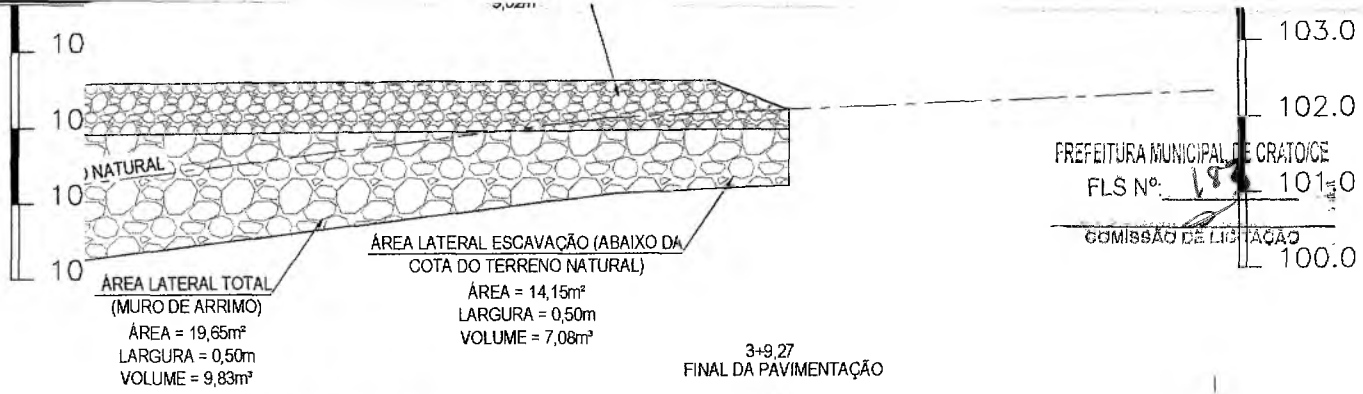 103.0
10
102.0
10
PREFEITURA MUNICIPAL DE CRATO/CE
) NATURAL
FLS Nº:
101.0
10
COMISSÃO DE LICITAÇÃO
ÁREA LATERAL ESCAVAÇÃO (ABAIXO DA
COTA DO TERRENO NATURAL)
100.0
10
ÁREA LATERAL TOTAL
(MURO DE ARRIMO)
ÁREA = 14,15m²
LARGURA = 0,50m
VOLUME = 7,08m³
ÁREA = 19,65m²
LARGURA = 0,50m
VOLUME = 9,83m³
3+9,27
FINAL DA PAVIMENTAÇÃO